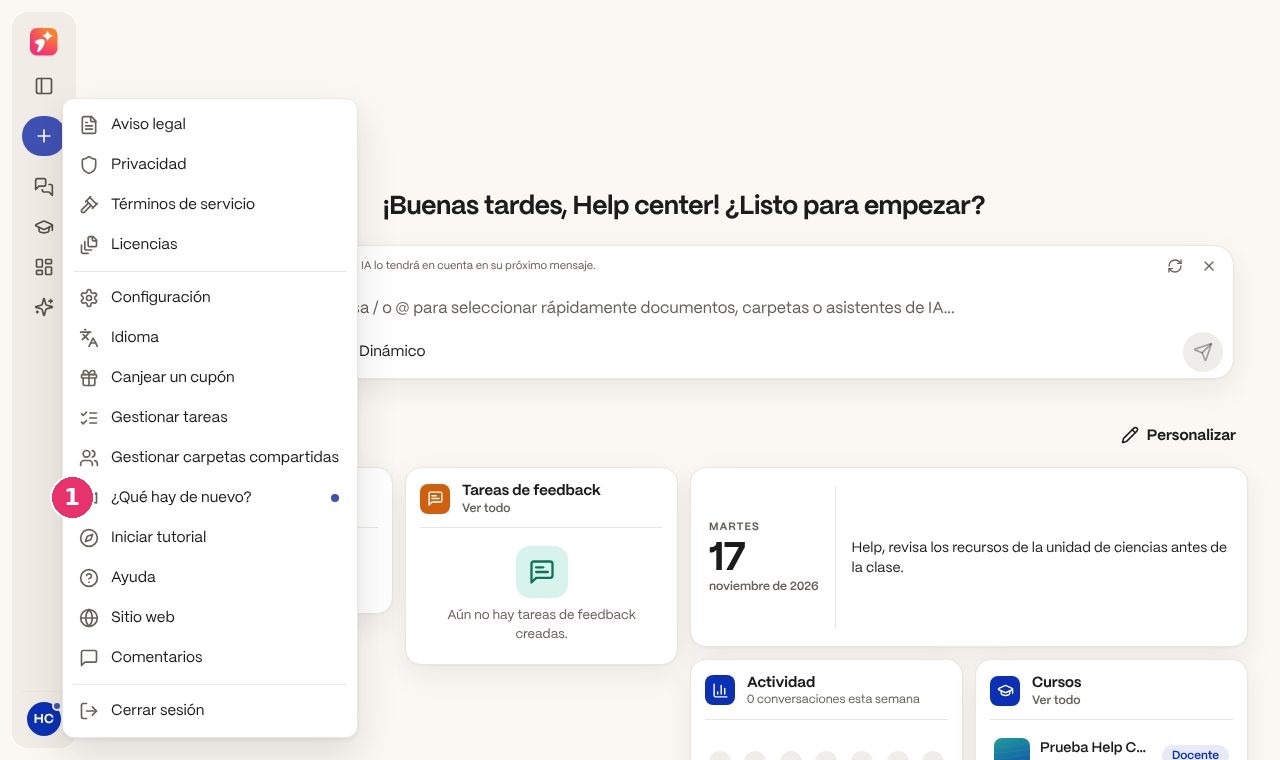 Aviso legal
Privacidad
Términos de servicio
Licencias
Configuración
Idioma
Canjear un cupón
Gestionar tareas
Gestionar carpetas compartidas
1
¿Qué hay de nuevo?
Iniciar tutorial
Ayuda
Sitio web
Comentarios
HC
Cerrar sesión
¡Buenas tardes, Help center! ¿Listo para empezar?
IA lo tendrá en cuenta en su próximo mensaje.
/ o @ para seleccionar rápidamente documentos, carpetas o asistentes de IA...
Dinámico
Personalizar
Tareas de feedback
Ver todo
Aún no hay tareas de feedback
creadas.
MARTES
17
noviembre de 2026
Help, revisa los recursos de la unidad de ciencias antes de
la clase.
Actividad
0 conversaciones esta semana
Cursos
Ver todo
Prueba Help C...
Docente